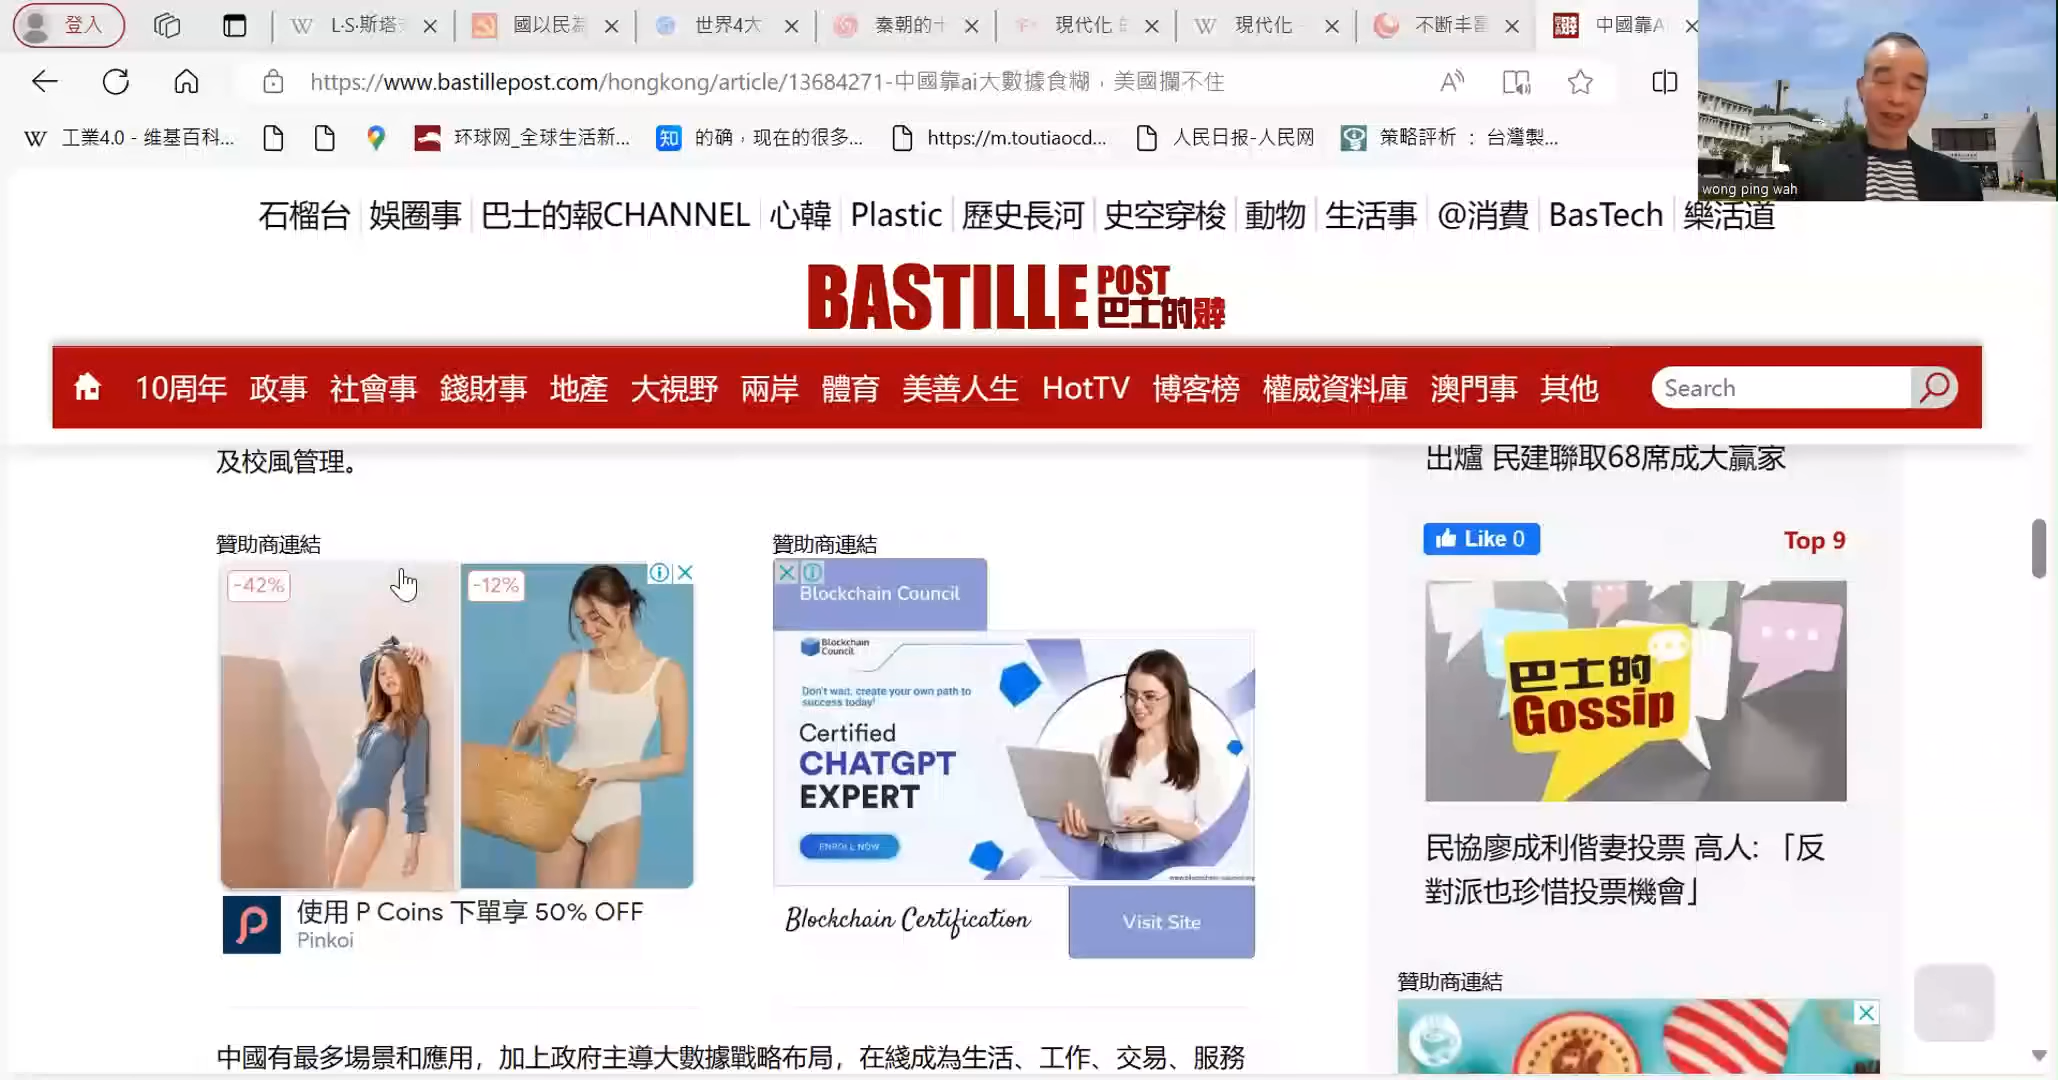 登入
L·S·斯塔
國以民為
世界4大
秦朝的十
現代化
現代化 -
不断丰富
中國靠A
https://www.bastillepost.com/hongkong/article/13684271-中國靠ai大數據食糊，美國攔不住
wong ping wah
工業4.0 - 维基百科...
环球网_全球生活新...
知 的确，现在的很多...
https://m.toutiaocd...
人民日报-人民网
策略評析 ： 台灣製...
石榴台 娛圈事 巴士的報CHANNEL 心韓 Plastic 歷史長河 史空穿梭 動物 生活事 @消費 BasTech 樂活道
BASTILLE POST 巴士的報
10周年 政事 社會事 錢財事 地產 大視野 兩岸 體育 美善人生 HotTV 博客榜 權威資料庫 澳門事 其他
Search
及校風管理。
贊助商連結
-42%
-12%
使用 P Coins 下單享 50% OFF
Pinkoi
贊助商連結
Blockchain Council
Blockchain
Council
Don't wait, create your own path to
success today!
Certified
CHATGPT
EXPERT
ENROLL NOW
Blockchain Certification
Visit Site
中國有最多場景和應用，加上政府主導大數據戰略布局，在綫成為生活、工作、交易、服務
出爐 民建聯取68席成大贏家
Like 0
Top 9
巴士的
Gossip
民協廖成利偕妻投票 高人: 「反
對派也珍惜投票機會」
贊助商連結